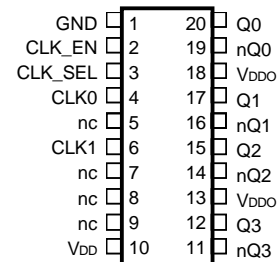 GND 1 20 Q0
CLK_EN 2 19 nQ0
CLK_SEL 3 18 VDDO
CLK0 4 17 Q1
nc 5 16 nQ1
CLK1 6 15 Q2
nc 7 14 nQ2
nc 8 13 VDDO
nc 9 12 Q3
VDD 10 11 nQ3